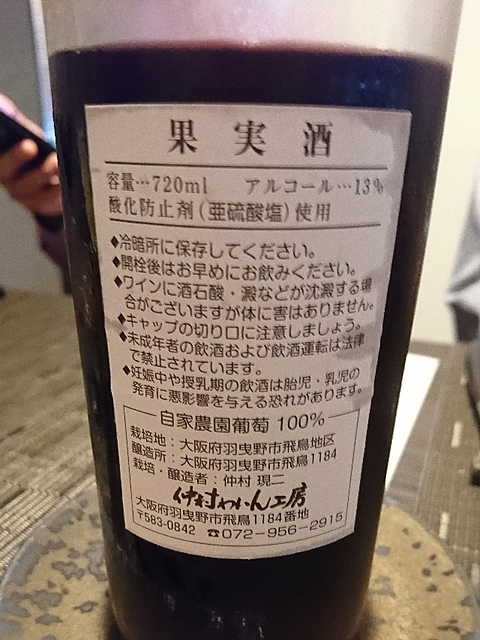 果実酒
容量…720ml アルコール…13%
酸化防止剤(亜硫酸塩)使用
◆冷暗所に保存してください。
◆開栓後はお早めにお飲みください。
◆ワインに酒石酸・澱などが沈澱する場
合がございますが体に害はありません。
◆キャップの切り口に注意しましょう。
◆未成年者の飲酒および飲酒運転は法律
で禁止されています。
◆妊娠中や授乳期の飲酒は胎児・乳児の
発育に悪影響を与える恐れがあります。
自家農園葡萄 100%
栽培地:大阪府羽曳野市飛鳥地区
醸造所:大阪府羽曳野市飛鳥1184
栽培・醸造者:仲村 現二
仲村わいん工房
大阪府羽曳野市飛鳥1184番地
〒583-0842 ☎072-956-2915